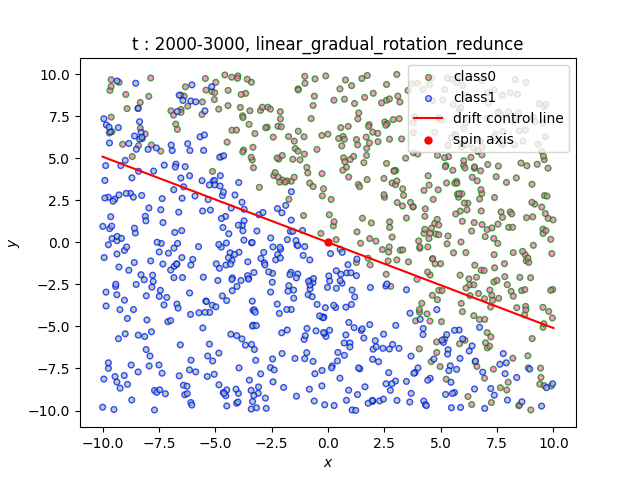 t : 2000-3000, linear_gradual_rotation_redunce
class0
class1
drift control line
spin axis
10.0
7.5
5.0
2.5
0.0
−2.5
−5.0
−7.5
−10.0
y
−10.0 −7.5 −5.0 −2.5 0.0 2.5 5.0 7.5 10.0
x